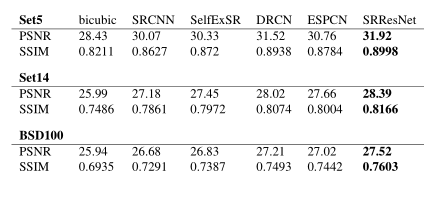 Set5 bicubic SRCNN SelfExSR DRCN ESPCN SRResNet
PSNR 28.43 30.07 30.33 31.52 30.76 31.92
SSIM 0.8211 0.8627 0.872 0.8938 0.8784 0.8998
Set14
PSNR 25.99 27.18 27.45 28.02 27.66 28.39
SSIM 0.7486 0.7861 0.7972 0.8074 0.8004 0.8166
BSD100
PSNR 25.94 26.68 26.83 27.21 27.02 27.52
SSIM 0.6935 0.7291 0.7387 0.7493 0.7442 0.7603